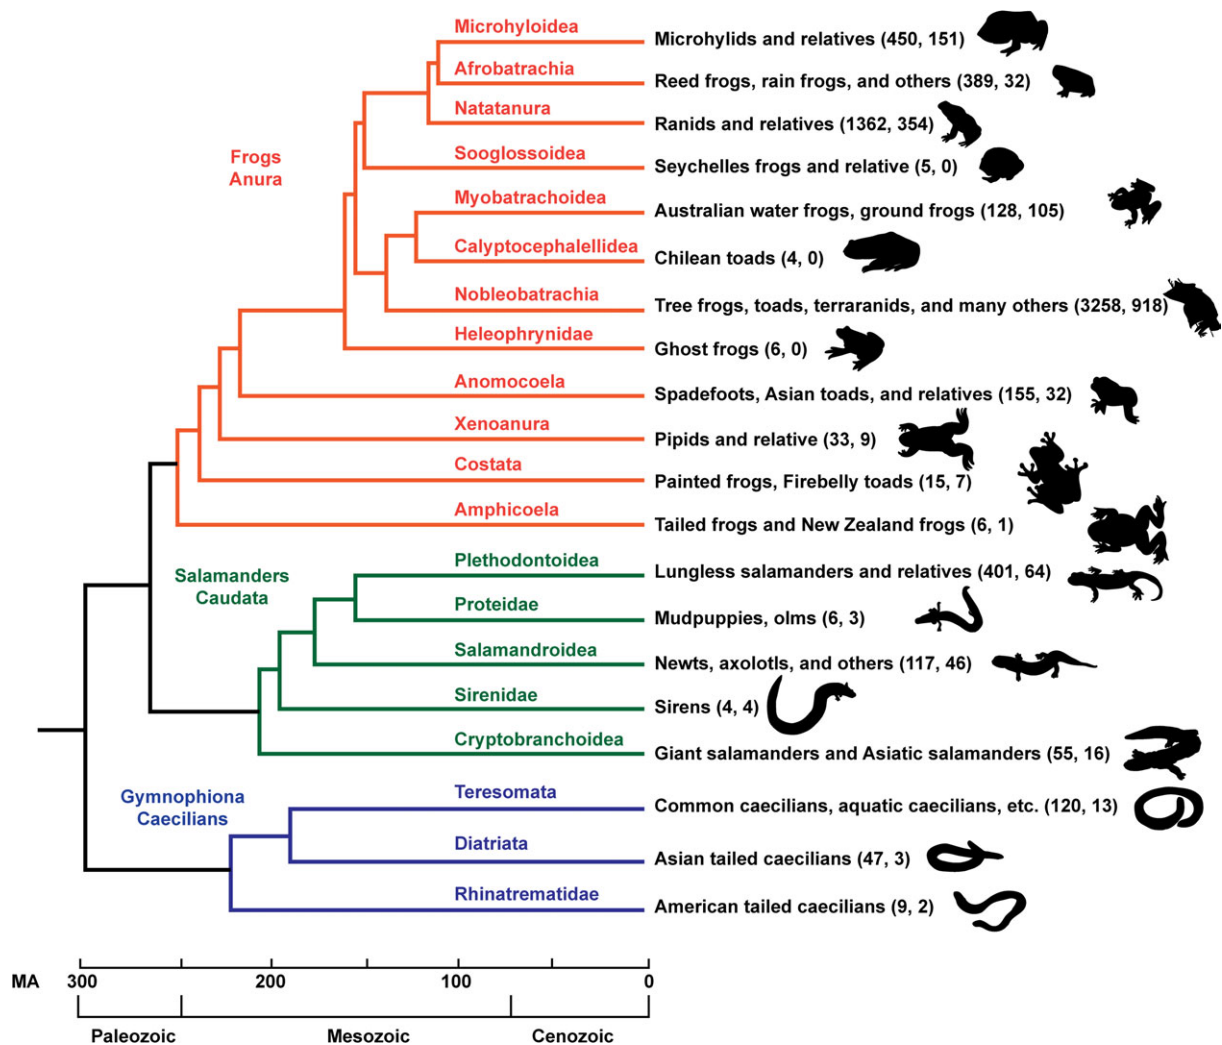 Microhyloidea
Microhylids and relatives (450, 151)
Afrobatrachia
Reed frogs, rain frogs, and others (389, 32)
Natatanura
Ranids and relatives (1362, 354)
Frogs
Anura
Sooglossoidea
Seychelles frogs and relative (5, 0)
Myobatrachoidea
Australian water frogs, ground frogs (128, 105)
Calyptocephalellidea
Chilean toads (4, 0)
Nobleobatrachia
Tree frogs, toads, terraranids, and many others (3258, 918)
Heleophrynidae
Ghost frogs (6, 0)
Anomocoela
Spadefoots, Asian toads, and relatives (155, 32)
Xenoanura
Pipids and relative (33, 9)
Costata
Painted frogs, Firebelly toads (15, 7)
Amphicoela
Tailed frogs and New Zealand frogs (6, 1)
Salamanders
Caudata
Plethodontoidea
Lungless salamanders and relatives (401, 64)
Proteidae
Mudpuppies, olms (6, 3)
Salamandroidea
Newts, axolotls, and others (117, 46)
Sirenidae
Sirens (4, 4)
Cryptobranchoidea
Giant salamanders and Asiatic salamanders (55, 16)
Gymnophiona
Caecilians
Teresomata
Common caecilians, aquatic caecilians, etc. (120, 13)
Diatriata
Asian tailed caecilians (47, 3)
Rhinatrematidae
American tailed caecilians (9, 2)
MA 300 200 100 0
Paleozoic Mesozoic Cenozoic